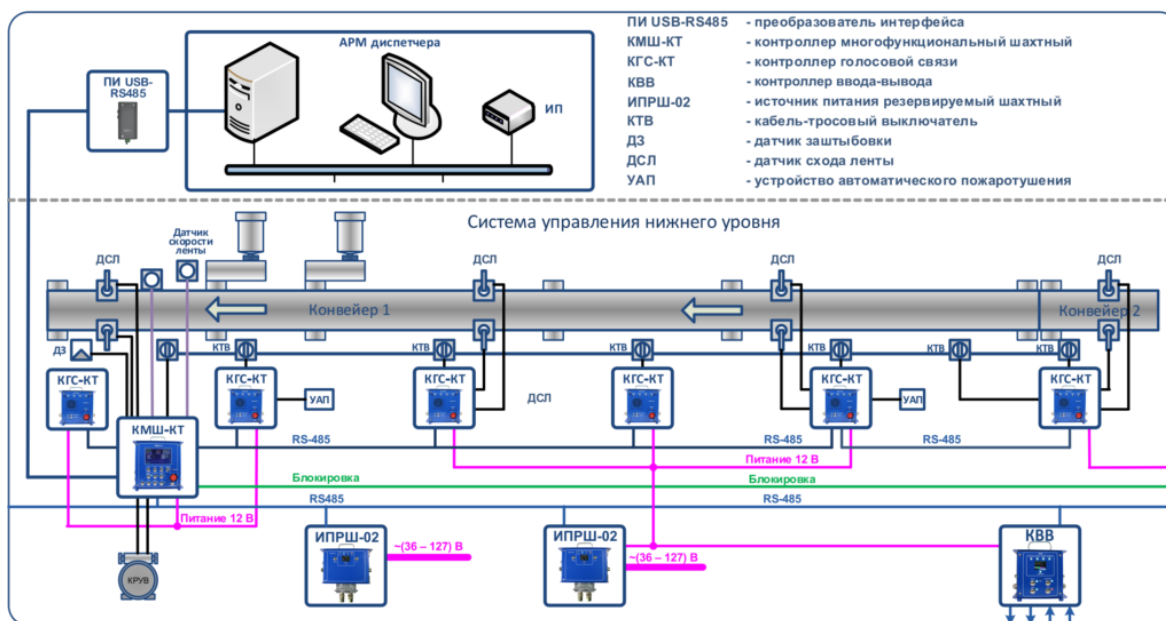 ПИ USB-RS485 - преобразователь интерфейса
КМШ-КТ - контроллер многофункциональный шахтный
КГС-КТ - контроллер голосовой связи
КВВ - контроллер ввода-вывода
ИПРШ-02 - источник питания резервируемый шахтный
КТВ - кабель-тросовый выключатель
ДЗ - датчик заштыбовки
ДСЛ - датчик схода ленты
УАП - устройство автоматического пожаротушения
АРМ диспетчера
ПИ USB-
RS485
ИП
Система управления нижнего уровня
Датчик
скорости
ленты
ДСЛ
ДСЛ
ДСЛ
ДСЛ
Конвейер 1
Конвейер 2
ДЗ
КТВ
КТВ
КТВ
КТВ
КТВ
КГС-КТ
КГС-КТ
КГС-КТ
КГС-КТ
КГС-КТ
КГС-КТ
УАП
ДСЛ
УАП
КМШ-КТ
RS-485
RS-485
RS-485
Питание 12 В
Блокировка
Блокировка
RS485
RS-485
Питание 12 В
ИПРШ-02
~(36 – 127) В
ИПРШ-02
~(36 – 127) В
КВВ
КРУВ